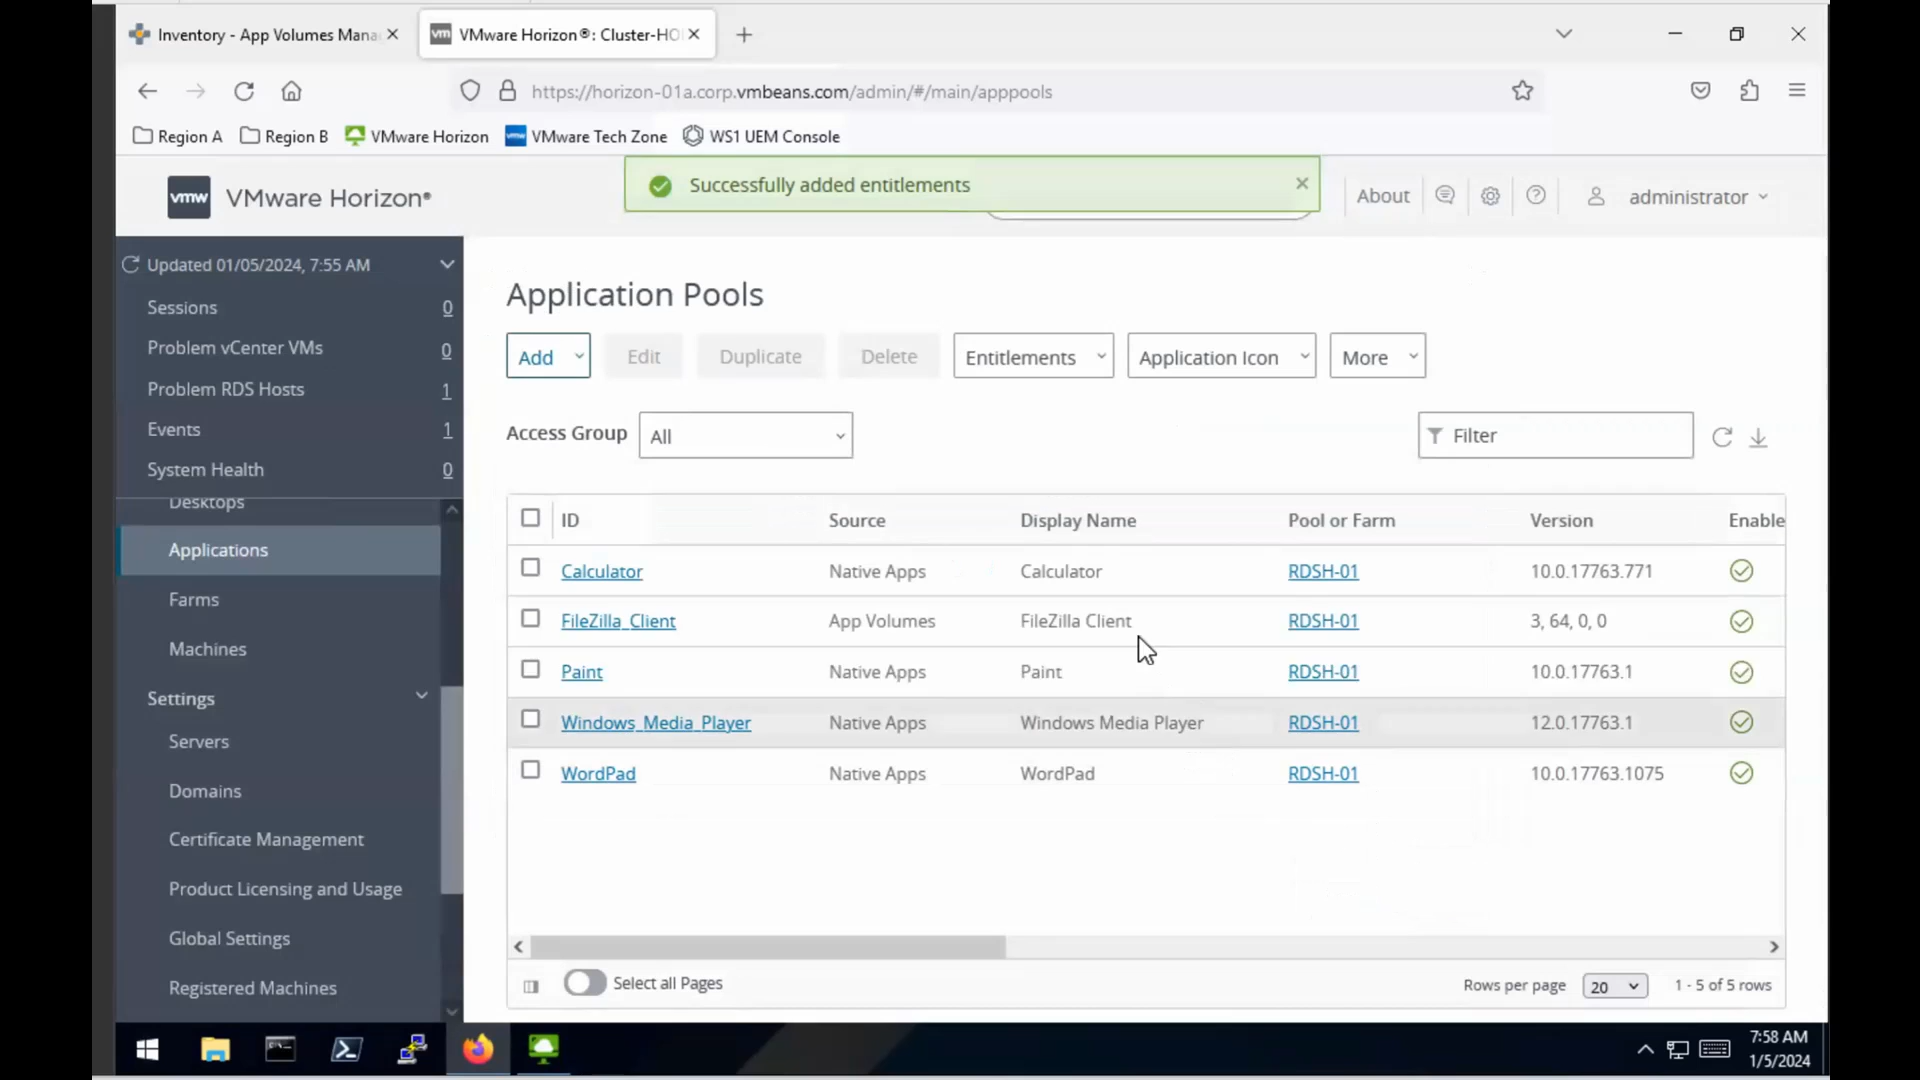 Inventory - App Volumes Mana
VMware Horizon®: Cluster-HO
https://horizon-01a.corp.vmbeans.com/admin/#/main/apppools
Region A
Region B
VMware Horizon
vmw
VMware Tech Zone
WS1 UEM Console
vmw
VMware Horizon®
Successfully added entitlements
About
administrator
Updated 01/05/2024, 7:55 AM
Sessions 0
Problem vCenter VMs 0
Problem RDS Hosts 1
Events 1
System Health 0
Desktops
Applications
Farms
Machines
Settings
Servers
Domains
Certificate Management
Product Licensing and Usage
Global Settings
Registered Machines
Application Pools
Add
Edit
Duplicate
Delete
Entitlements
Application Icon
More
Access Group
All
Filter
ID Source Display Name Pool or Farm Version Enable
Calculator Native Apps Calculator RDSH-01 10.0.17763.771
FileZilla_Client App Volumes FileZilla Client RDSH-01 3, 64, 0, 0
Paint Native Apps Paint RDSH-01 10.0.17763.1
Windows_Media_Player Native Apps Windows Media Player RDSH-01 12.0.17763.1
WordPad Native Apps WordPad RDSH-01 10.0.17763.1075
Select all Pages
Rows per page 20 1 - 5 of 5 rows
7:58 AM
1/5/2024